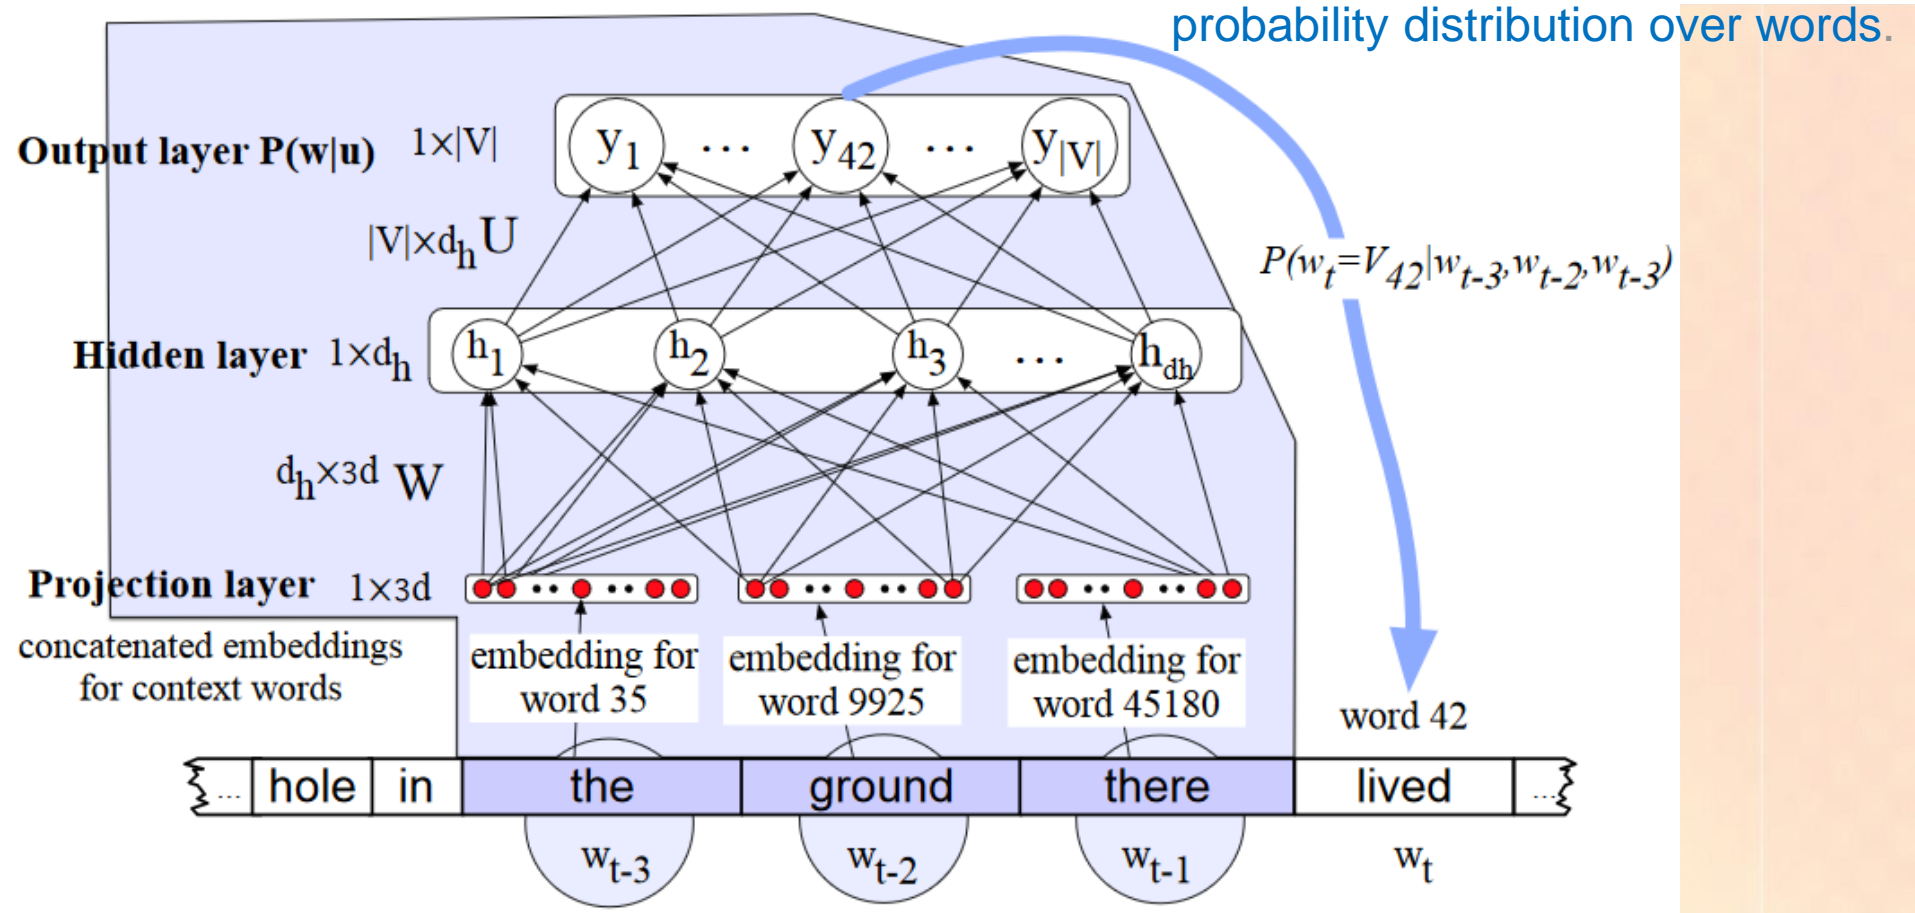 probability distribution over words.
Output layer P(w|u) 1×|V|
y1 ... y42 ... y|V|
|V|×dh U
P(wt=V42|wt-3,wt-2,wt-3)
Hidden layer 1×dh
h1 h2 h3 ... hdh
dh×3d W
Projection layer 1×3d
concatenated embeddings
for context words
embedding for
word 35
embedding for
word 9925
embedding for
word 45180
word 42
... hole in the ground there lived ...
wt-3 wt-2 wt-1 wt